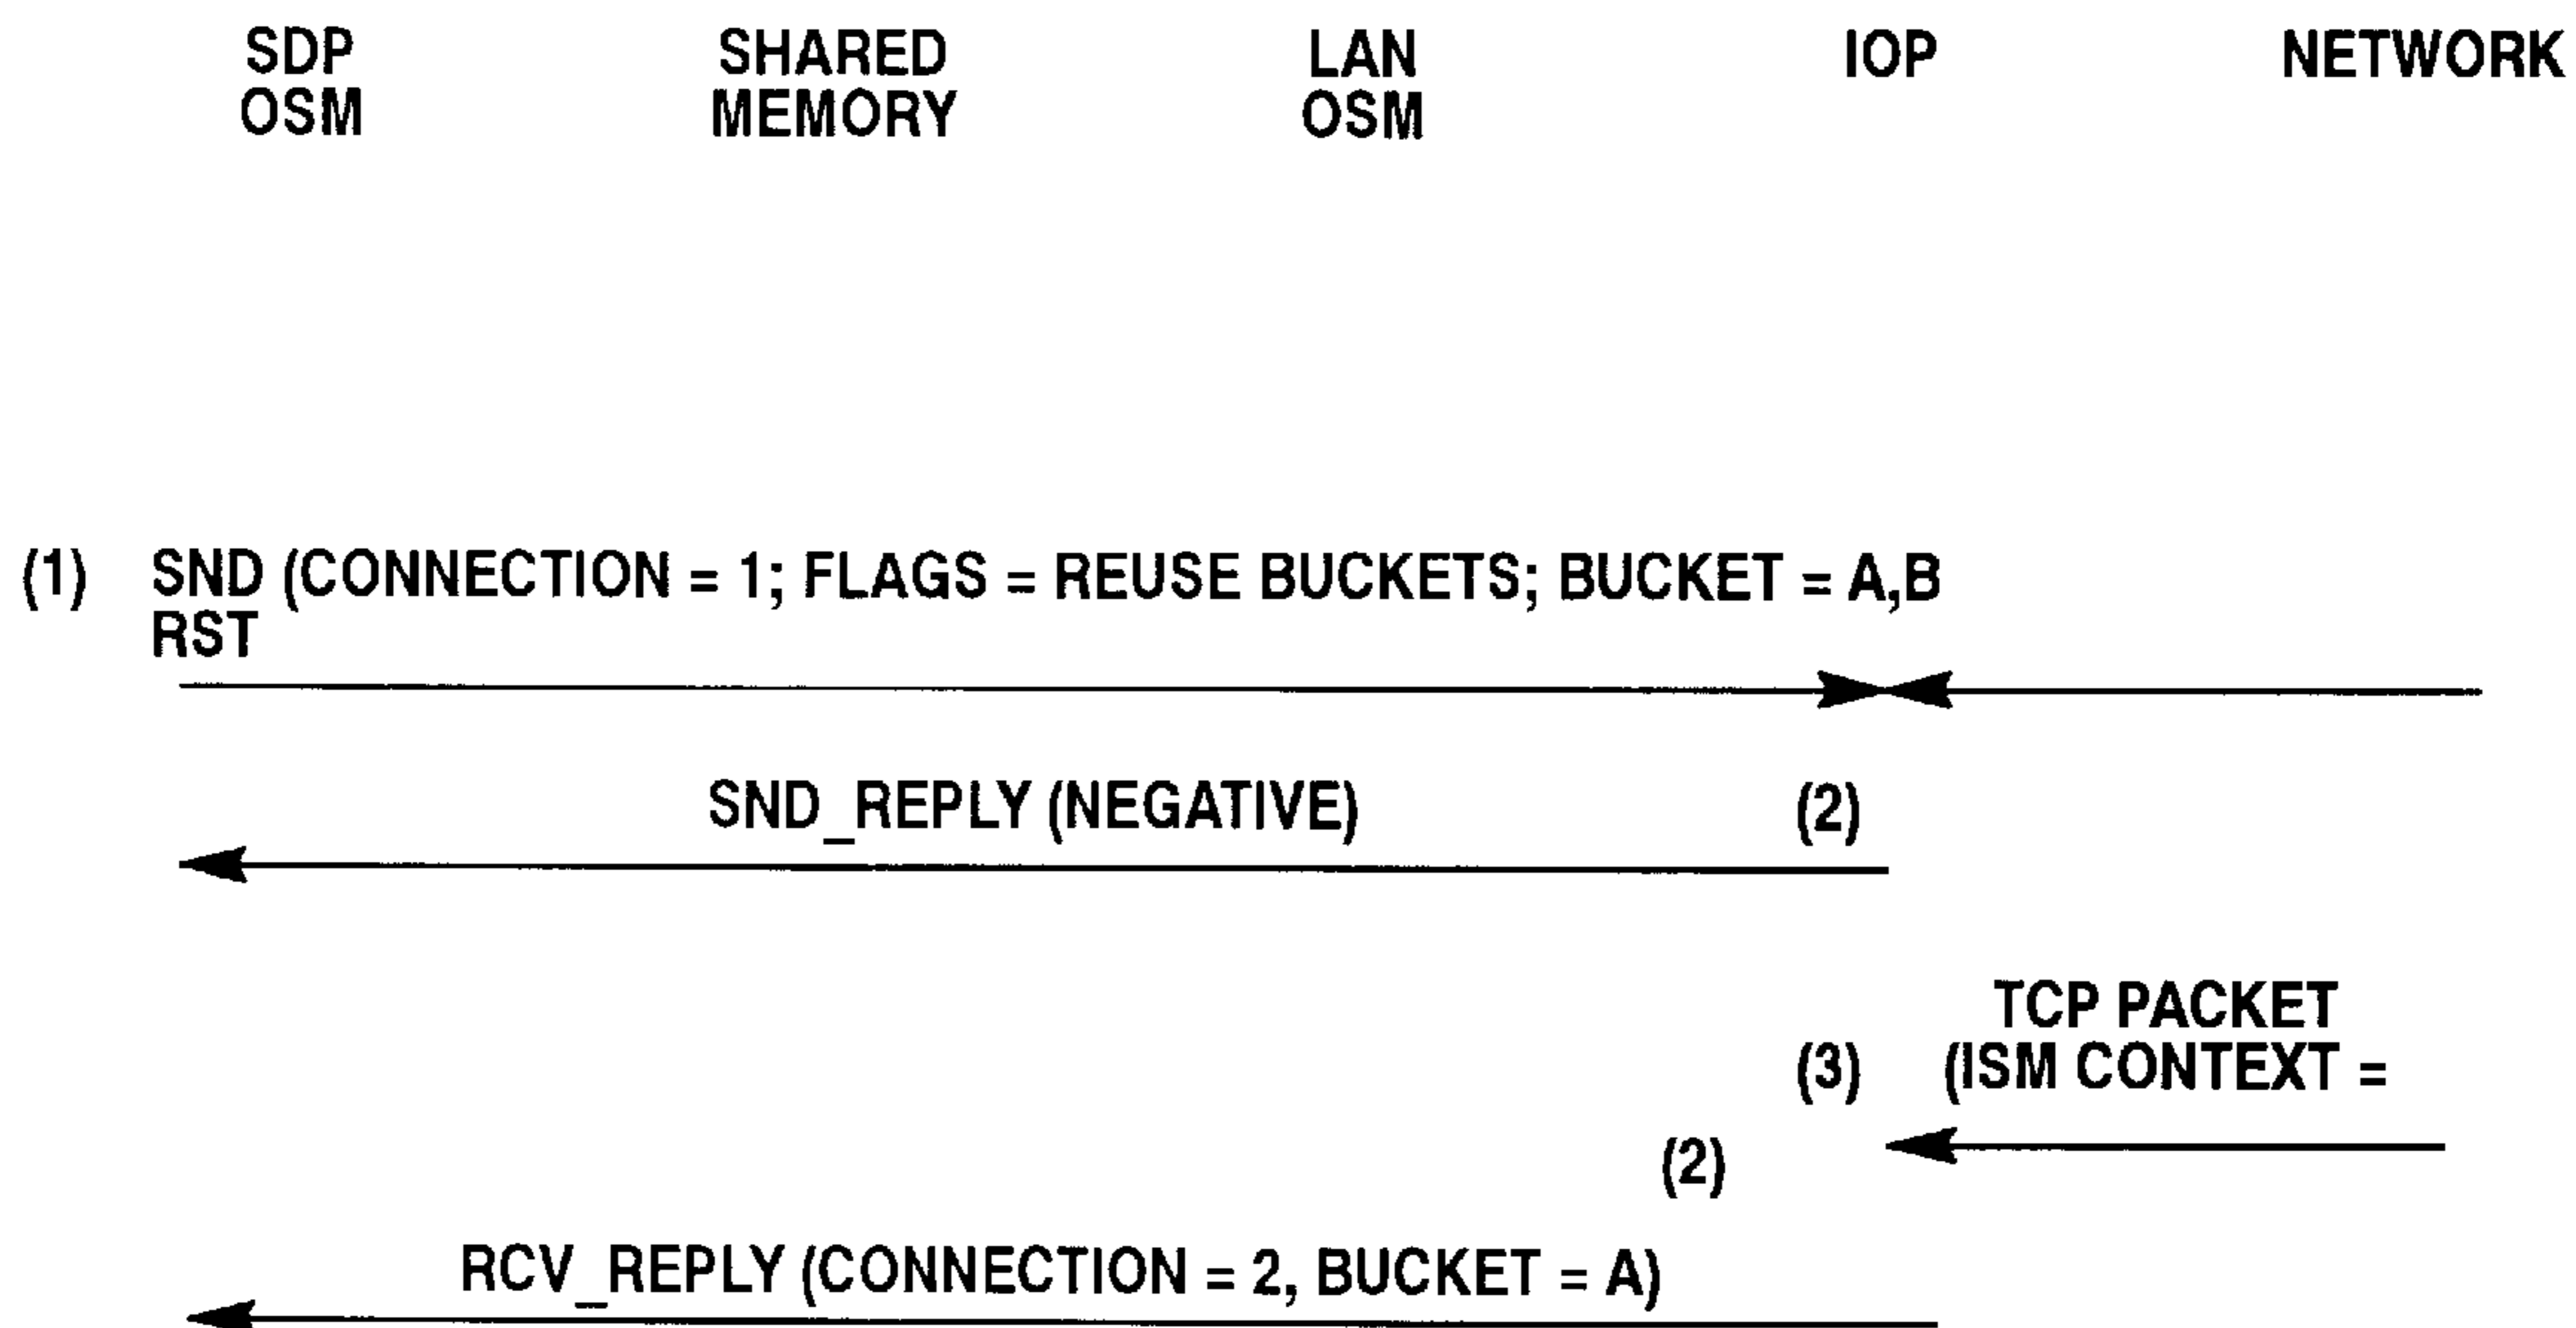 SDP
OSM
SHARED
MEMORY
LAN
OSM
IOP
NETWORK
(1) SND (CONNECTION = 1; FLAGS = REUSE BUCKETS; BUCKET = A,B
RST
SND_REPLY (NEGATIVE) (2)
TCP PACKET
(3) (ISM CONTEXT =
(2)
RCV_REPLY (CONNECTION = 2, BUCKET = A)